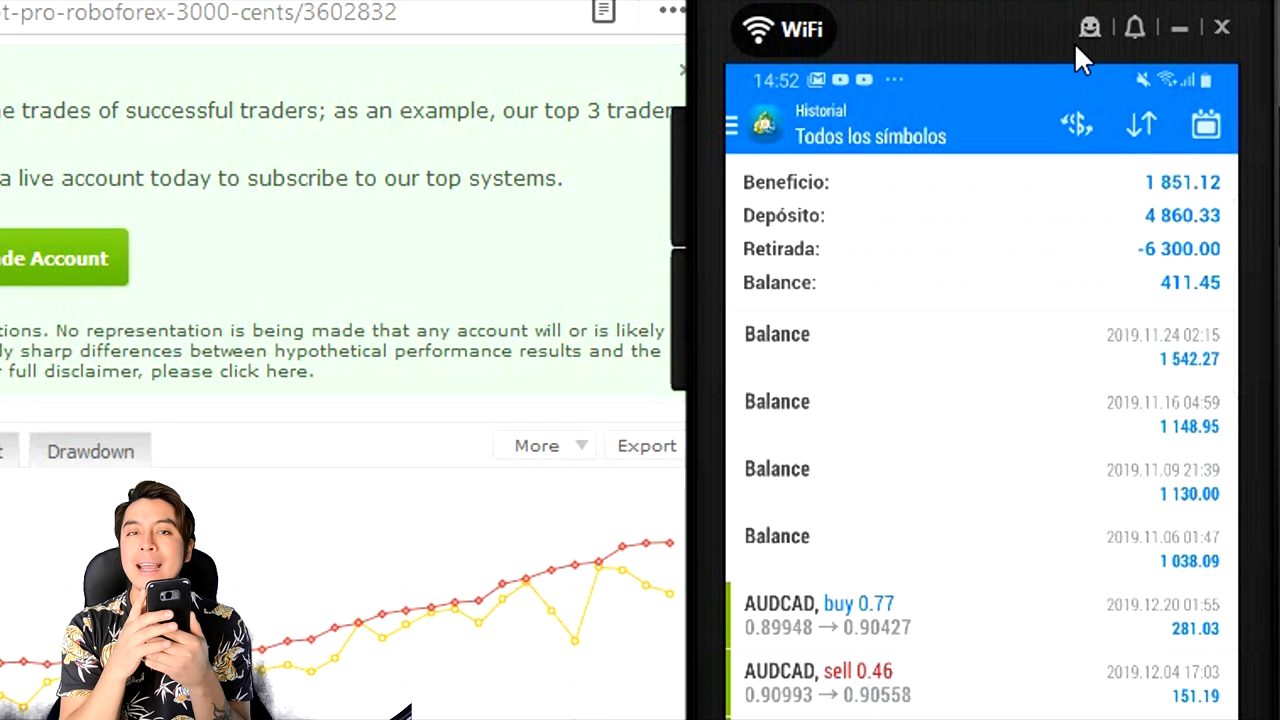 t-pro-roboforex-3000-cents/3602832
e trades of successful traders; as an example, our top 3 trader
a live account today to subscribe to our top systems.
de Account
tions. No representation is being made that any account will or is likely
ly sharp differences between hypothetical performance results and the
r full disclaimer, please click here.
t
Drawdown
More
Export
WiFi
14:52
Historial
Todos los símbolos
Beneficio: 1 851.12
Depósito: 4 860.33
Retirada: -6 300.00
Balance: 411.45
Balance 2019.11.24 02:15
1 542.27
Balance 2019.11.16 04:59
1 148.95
Balance 2019.11.09 21:39
1 130.00
Balance 2019.11.06 01:47
1 038.09
AUDCAD, buy 0.77 2019.12.20 01:55
0.89948 → 0.90427 281.03
AUDCAD, sell 0.46 2019.12.04 17:03
0.90993 → 0.90558 151.19